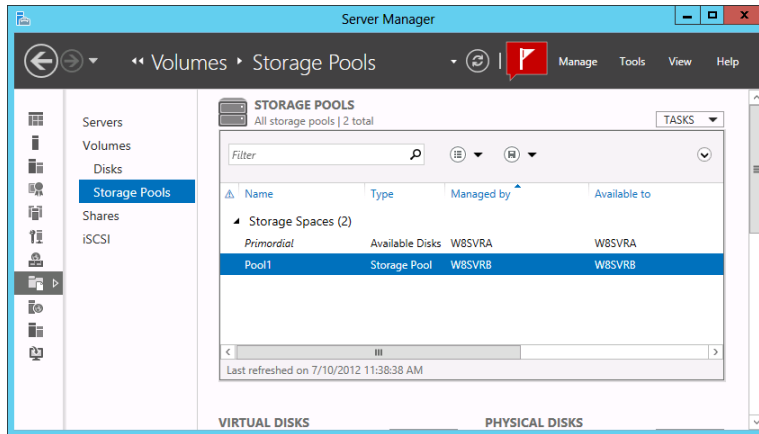 Server Manager
Volumes Storage Pools
Manage Tools View Help
Servers
Volumes
Disks
Storage Pools
Shares
iSCSI
STORAGE POOLS
All storage pools | 2 total
TASKS
Filter
Name Type Managed by Available to
Storage Spaces (2)
Primordial Available Disks W8SVRA W8SVRA
Pool1 Storage Pool W8SVRB W8SVRB
Last refreshed on 7/10/2012 11:38:38 AM
VIRTUAL DISKS PHYSICAL DISKS